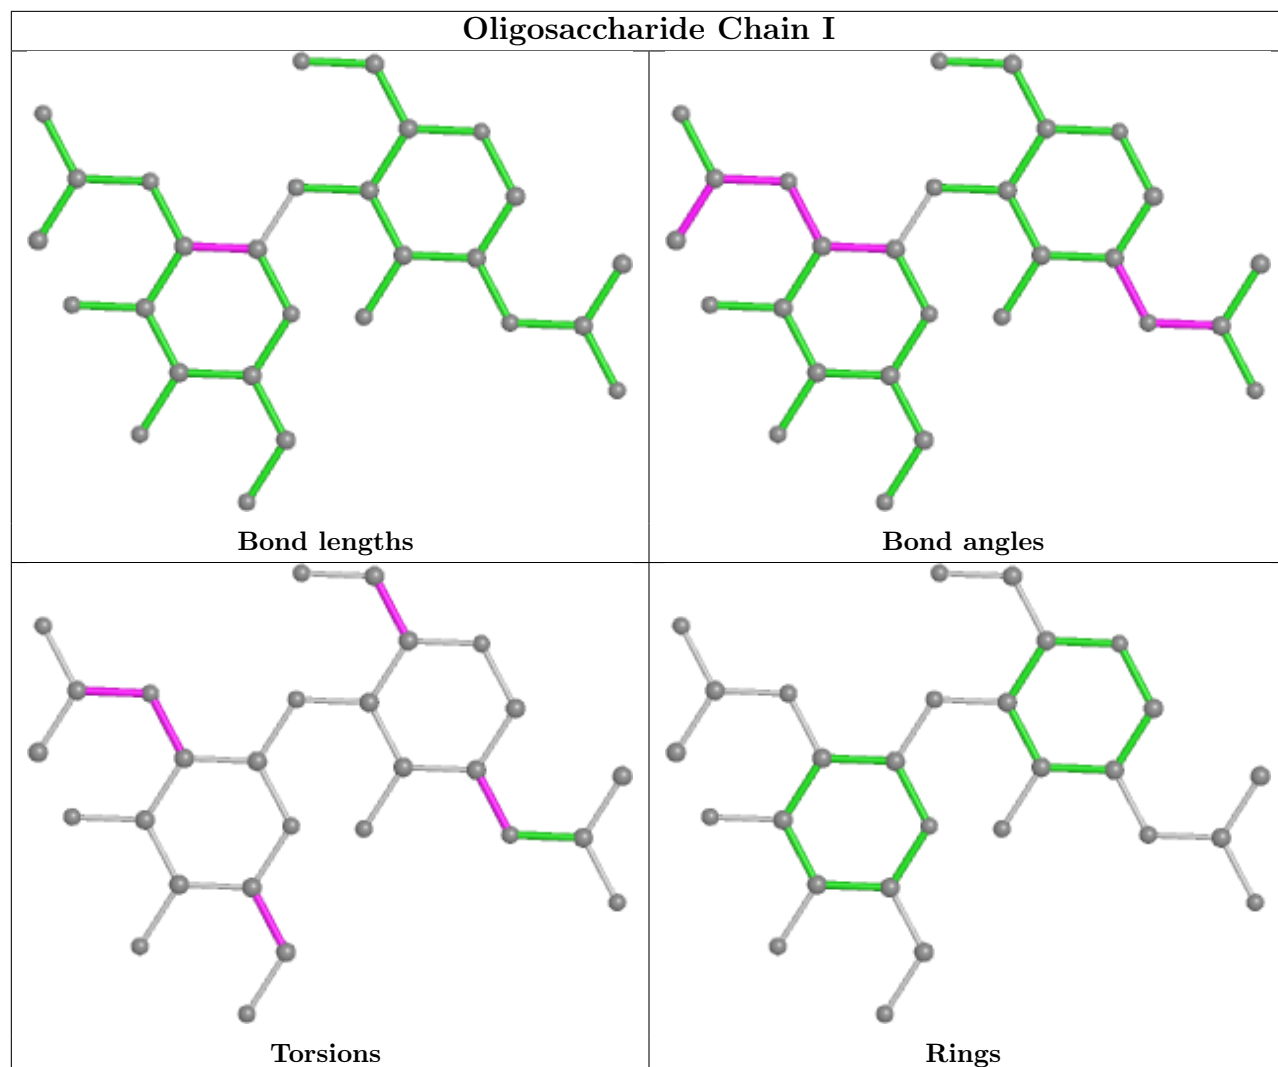 Oligosaccharide Chain I
Bond lengths
Bond angles
Torsions
Rings